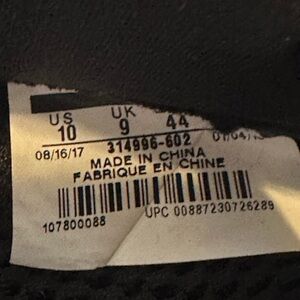 US UK
10 9 44
314996-602
08/16/17
MADE IN CHINA
FABRIQUE EN CHINE
107800088
UPC 00887230726289